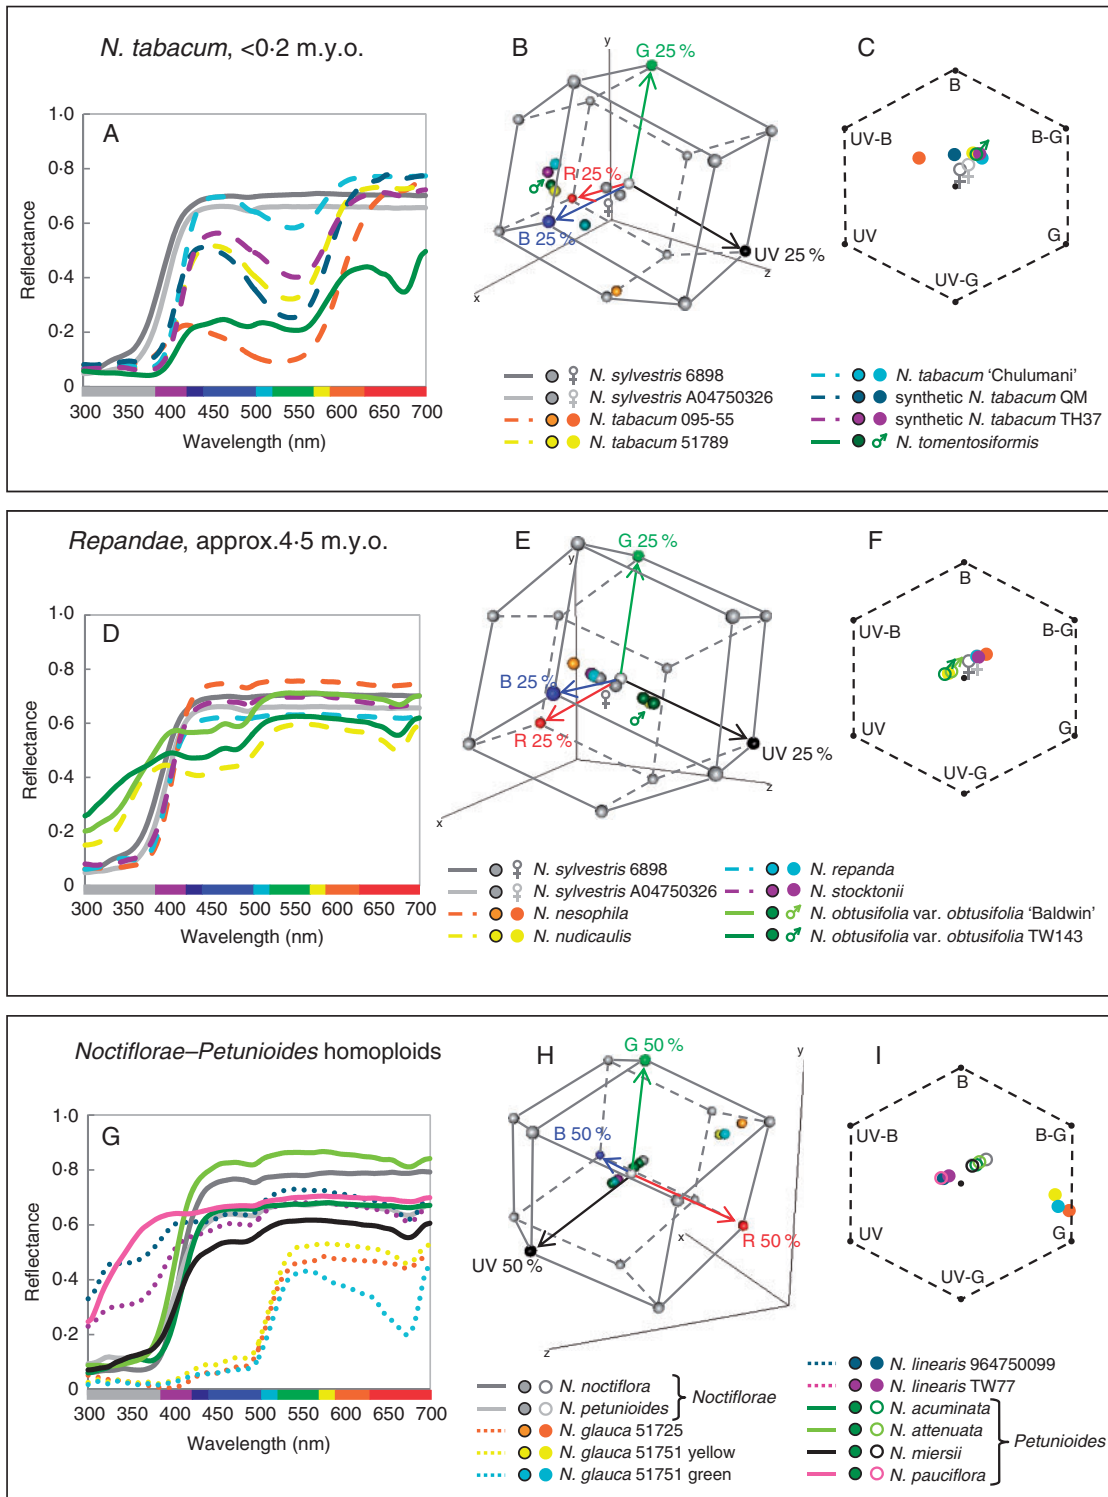 N. tabacum, <0·2 m.y.o.
A
1·0
0·8
0·6
0·4
0·2
0
Reflectance
300 350 400 450 500 550 600 650 700
Wavelength (nm)
B
y
G 25 %
R 25 %
B 25 %
UV 25 %
x
z
C
B
UV-B
B-G
UV
G
UV-G
N. sylvestris 6898
N. sylvestris A04750326
N. tabacum 095-55
N. tabacum 51789
N. tabacum 'Chulumani'
synthetic N. tabacum QM
synthetic N. tabacum TH37
N. tomentosiformis
Repandae, approx.4·5 m.y.o.
D
1·0
0·8
0·6
0·4
0·2
0
Reflectance
300 350 400 450 500 550 600 650 700
Wavelength (nm)
E
G 25 %
y
B 25 %
R 25 %
UV 25 %
x
z
F
B
UV-B
B-G
UV
G
UV-G
N. sylvestris 6898
N. sylvestris A04750326
N. nesophila
N. nudicaulis
N. repanda
N. stocktonii
N. obtusifolia var. obtusifolia 'Baldwin'
N. obtusifolia var. obtusifolia TW143
Noctiflorae–Petunioides homoploids
G
1·0
0·8
0·6
0·4
0·2
0
Reflectance
300 350 400 450 500 550 600 650 700
Wavelength (nm)
H
G 50 %
y
B 50 %
x
R 50 %
UV 50 %
z
I
B
UV-B
B-G
UV
G
UV-G
N. noctiflora
N. petunioides
Noctiflorae
N. glauca 51725
N. glauca 51751 yellow
N. glauca 51751 green
N. linearis 964750099
N. linearis TW77
N. acuminata
N. attenuata
N. miersii
N. pauciflora
Petunioides